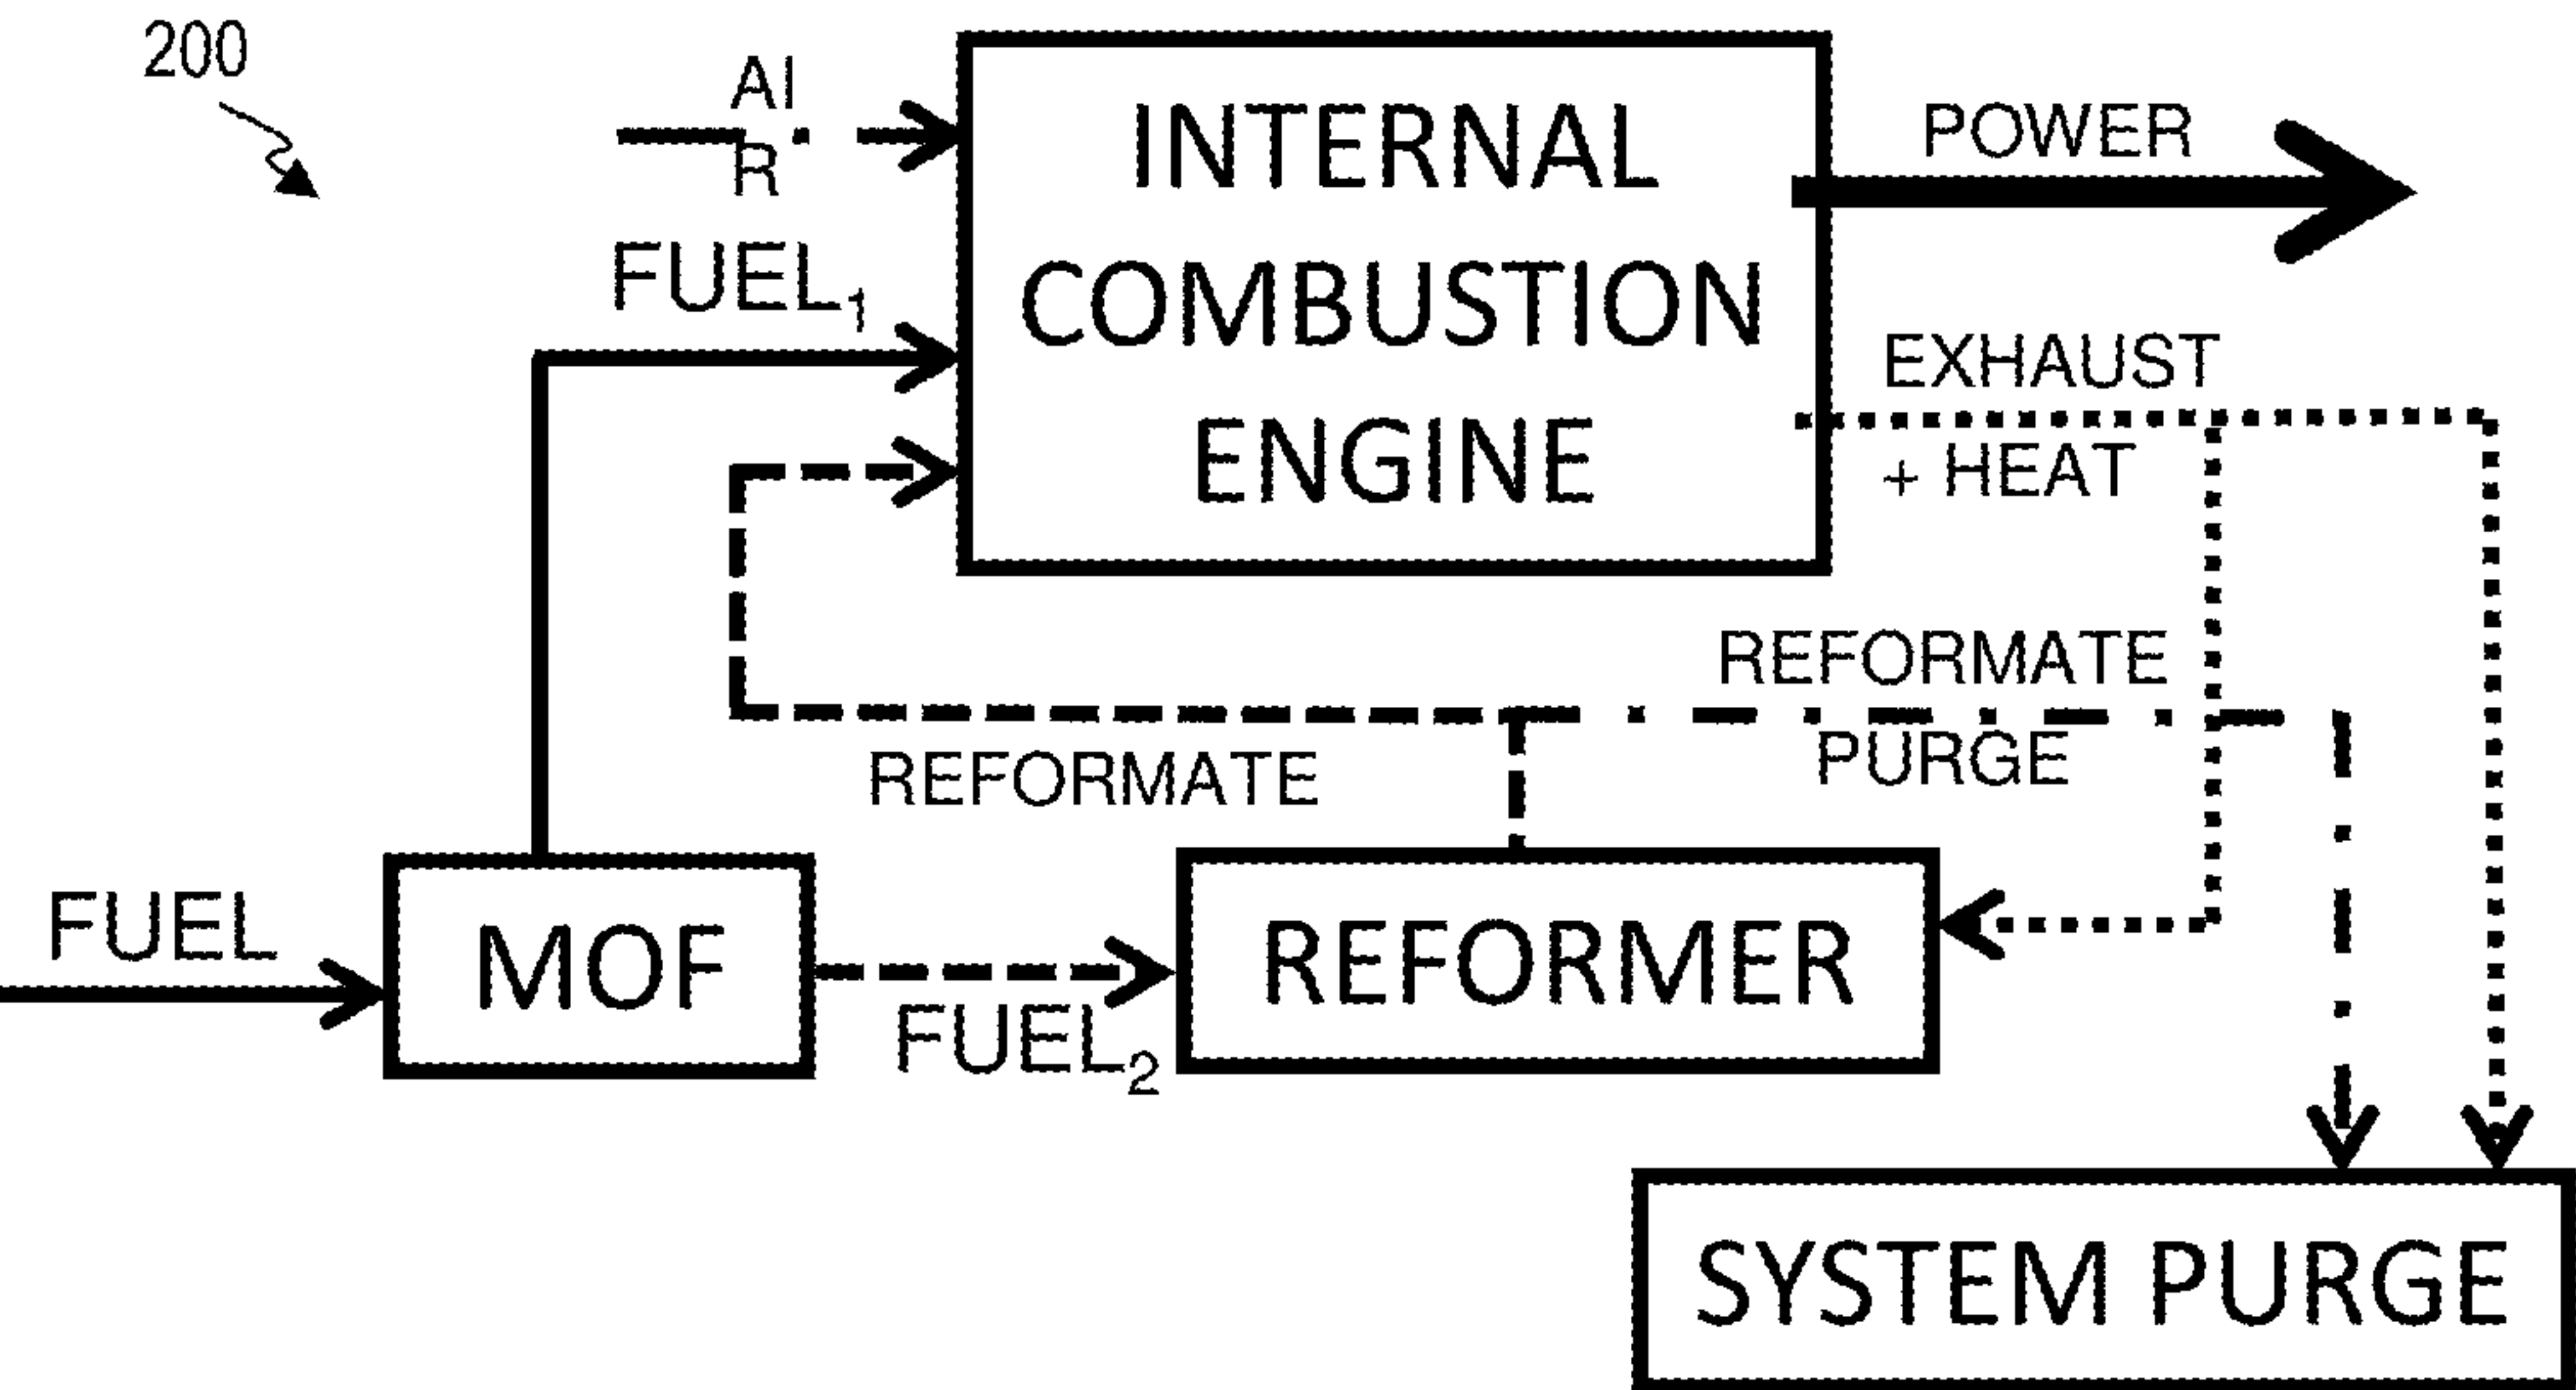 200
AI
R
FUEL₁
INTERNAL
COMBUSTION
ENGINE
POWER
EXHAUST
+ HEAT
REFORMATE
PURGE
REFORMATE
FUEL
MOF
FUEL₂
REFORMER
SYSTEM PURGE